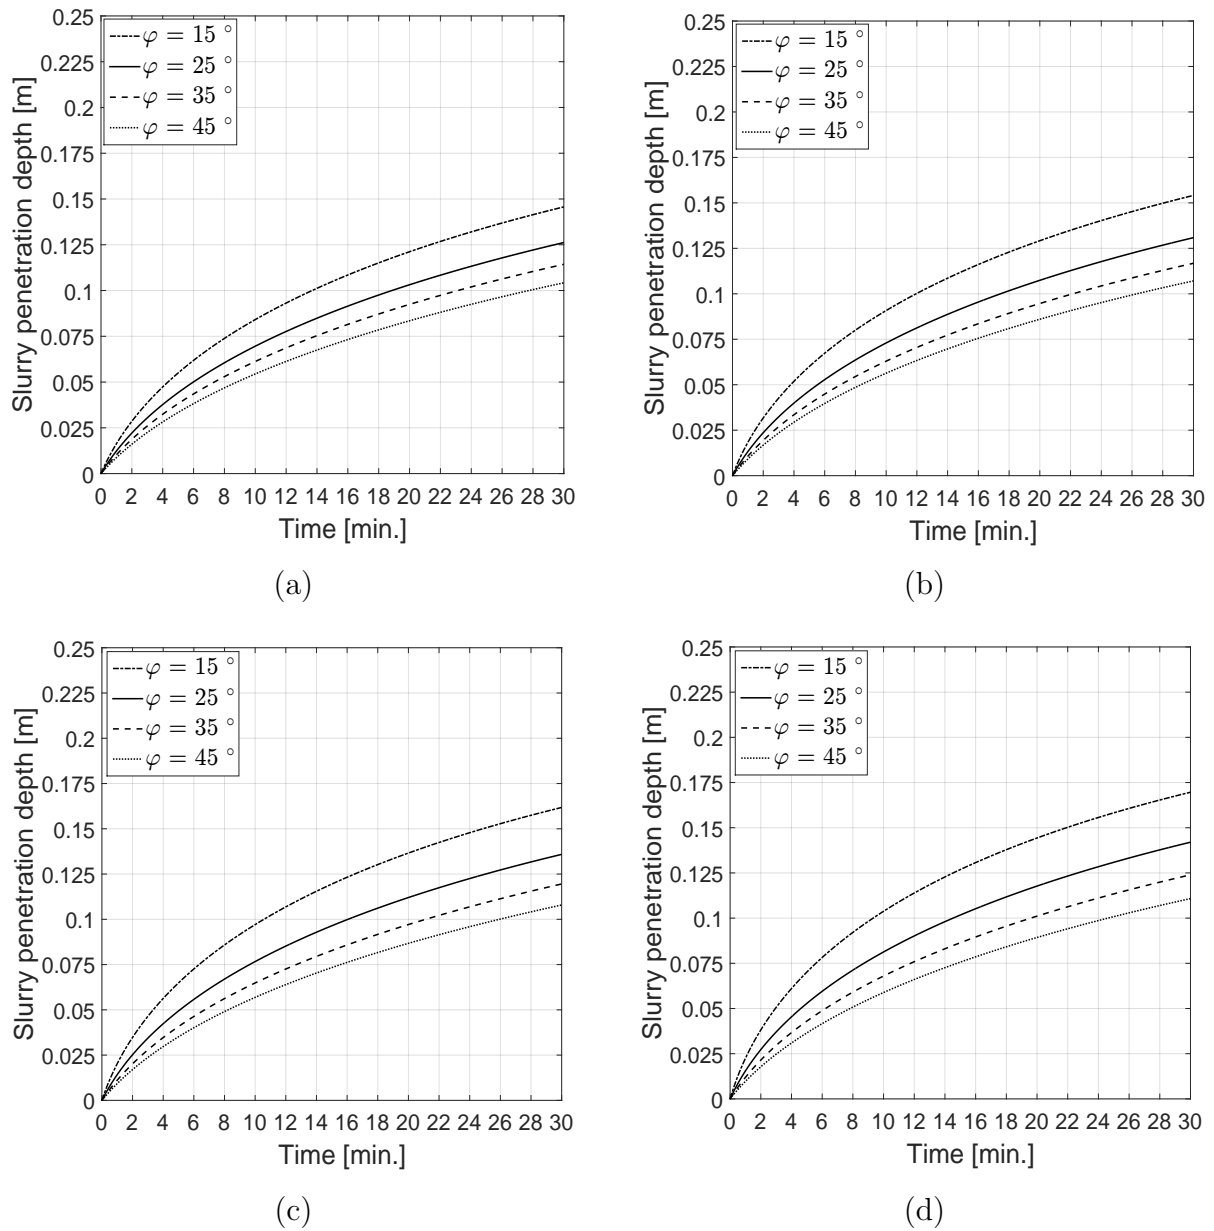 φ = 15 °
φ = 25 °
φ = 35 °
φ = 45 °
0.25
0.225
0.2
0.175
0.15
0.125
0.1
0.075
0.05
0.025
0
Slurry penetration depth [m]
0 2 4 6 8 10 12 14 16 18 20 22 24 26 28 30
Time [min.]
(a)
φ = 15 °
φ = 25 °
φ = 35 °
φ = 45 °
0.25
0.225
0.2
0.175
0.15
0.125
0.1
0.075
0.05
0.025
0
Slurry penetration depth [m]
0 2 4 6 8 10 12 14 16 18 20 22 24 26 28 30
Time [min.]
(b)
φ = 15 °
φ = 25 °
φ = 35 °
φ = 45 °
0.25
0.225
0.2
0.175
0.15
0.125
0.1
0.075
0.05
0.025
0
Slurry penetration depth [m]
0 2 4 6 8 10 12 14 16 18 20 22 24 26 28 30
Time [min.]
(c)
φ = 15 °
φ = 25 °
φ = 35 °
φ = 45 °
0.25
0.225
0.2
0.175
0.15
0.125
0.1
0.075
0.05
0.025
0
Slurry penetration depth [m]
0 2 4 6 8 10 12 14 16 18 20 22 24 26 28 30
Time [min.]
(d)